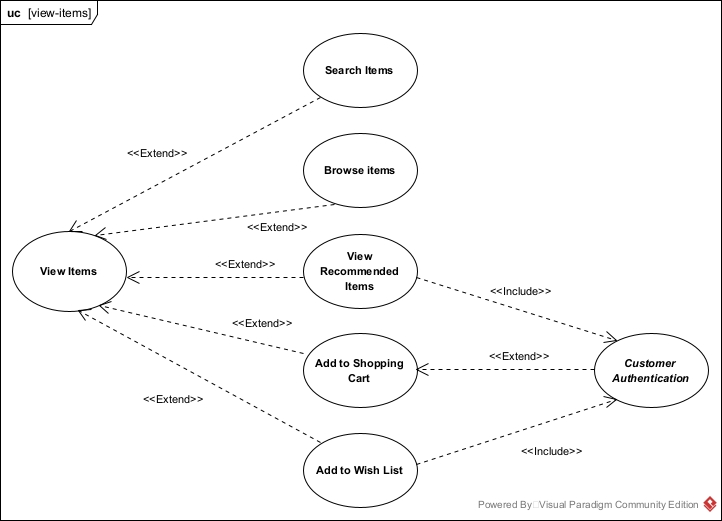 uc [view-items]
Search Items
<<Extend>>
Browse items
<<Extend>>
View Items
<<Extend>>
View
Recommended
Items
<<Include>>
<<Extend>>
Add to Shopping
Cart
<<Extend>>
Customer
Authentication
<<Extend>>
Add to Wish List
<<Include>>
Powered By Visual Paradigm Community Edition